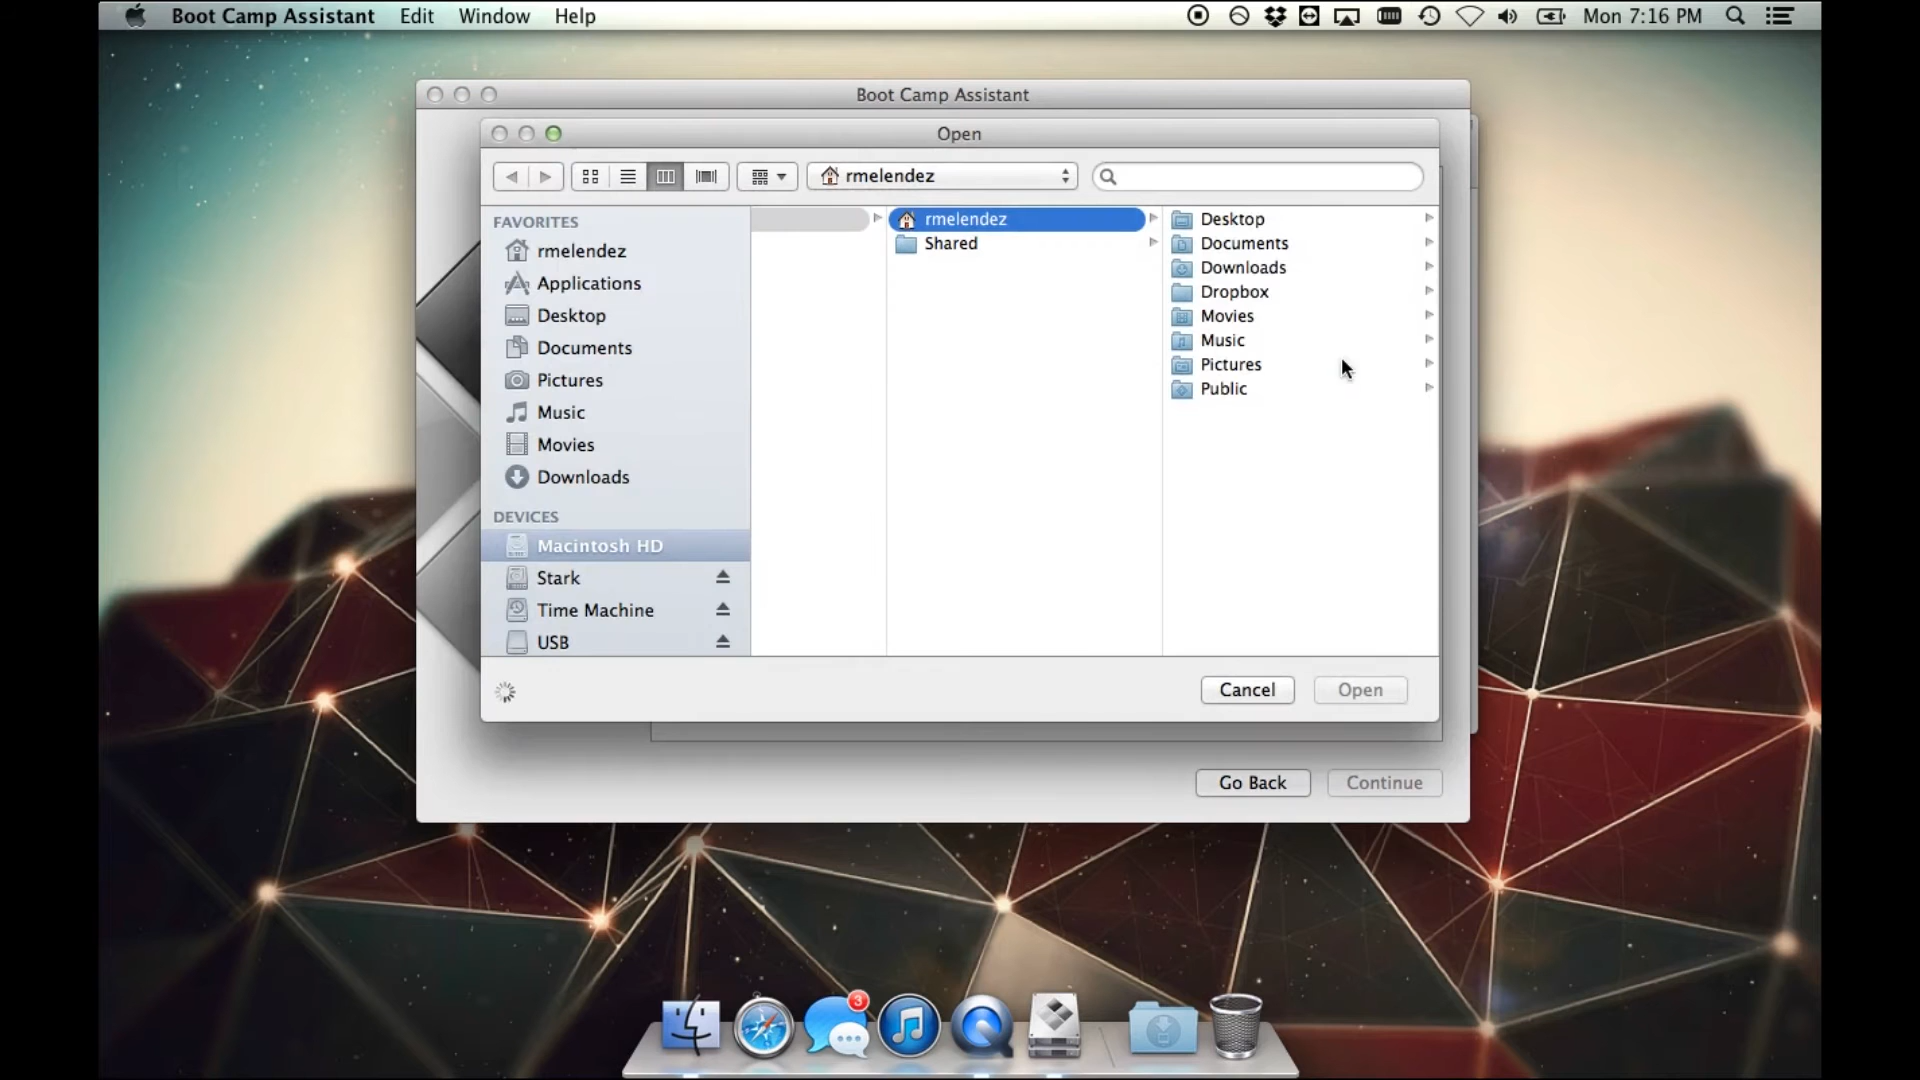 Boot Camp Assistant Edit Window Help Mon 7:16 PM
Boot Camp Assistant
Open
rmelendez
FAVORITES
rmelendez
Applications
Desktop
Documents
Pictures
Music
Movies
Downloads
DEVICES
Macintosh HD
Stark
Time Machine
USB
rmelendez
Shared
Desktop
Documents
Downloads
Dropbox
Movies
Music
Pictures
Public
Cancel Open
Go Back Continue
3